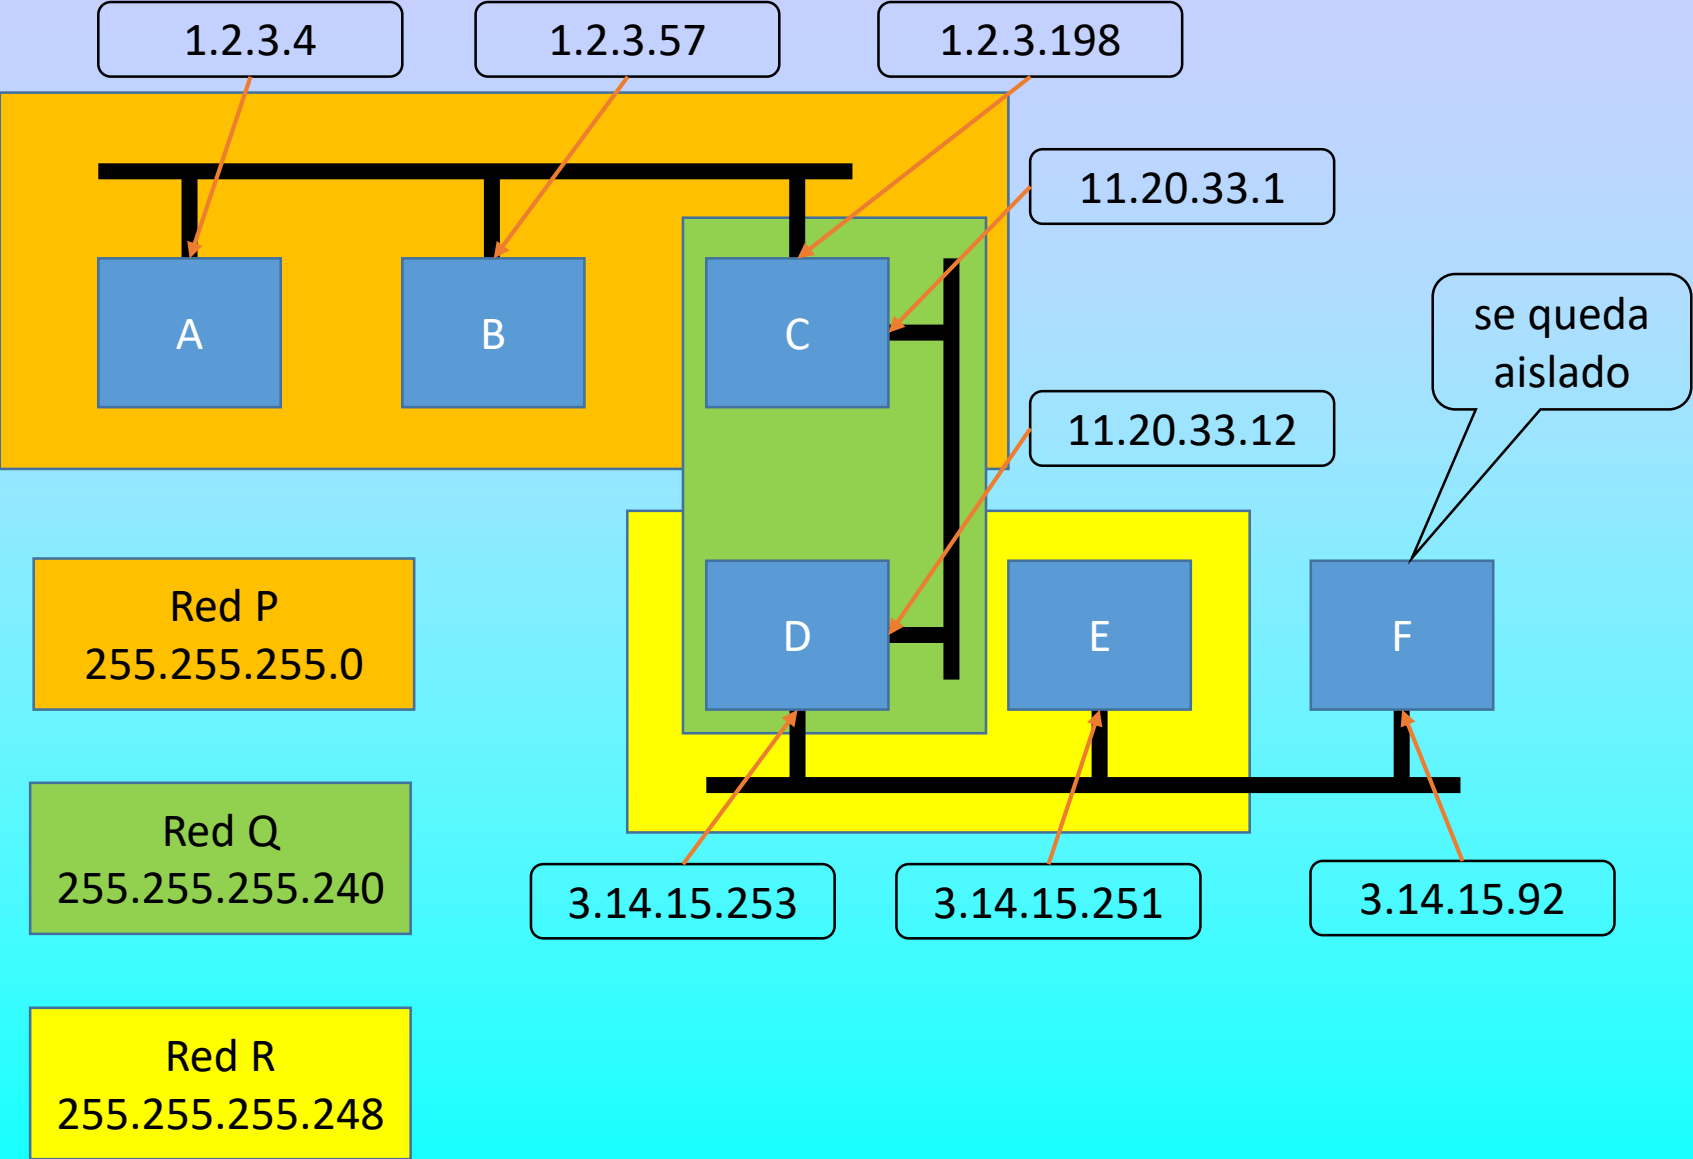 1.2.3.4
1.2.3.57
1.2.3.198
11.20.33.1
A
B
C
se queda
aislado
11.20.33.12
Red P
255.255.255.0
D
E
F
Red Q
255.255.255.240
3.14.15.253
3.14.15.251
3.14.15.92
Red R
255.255.255.248